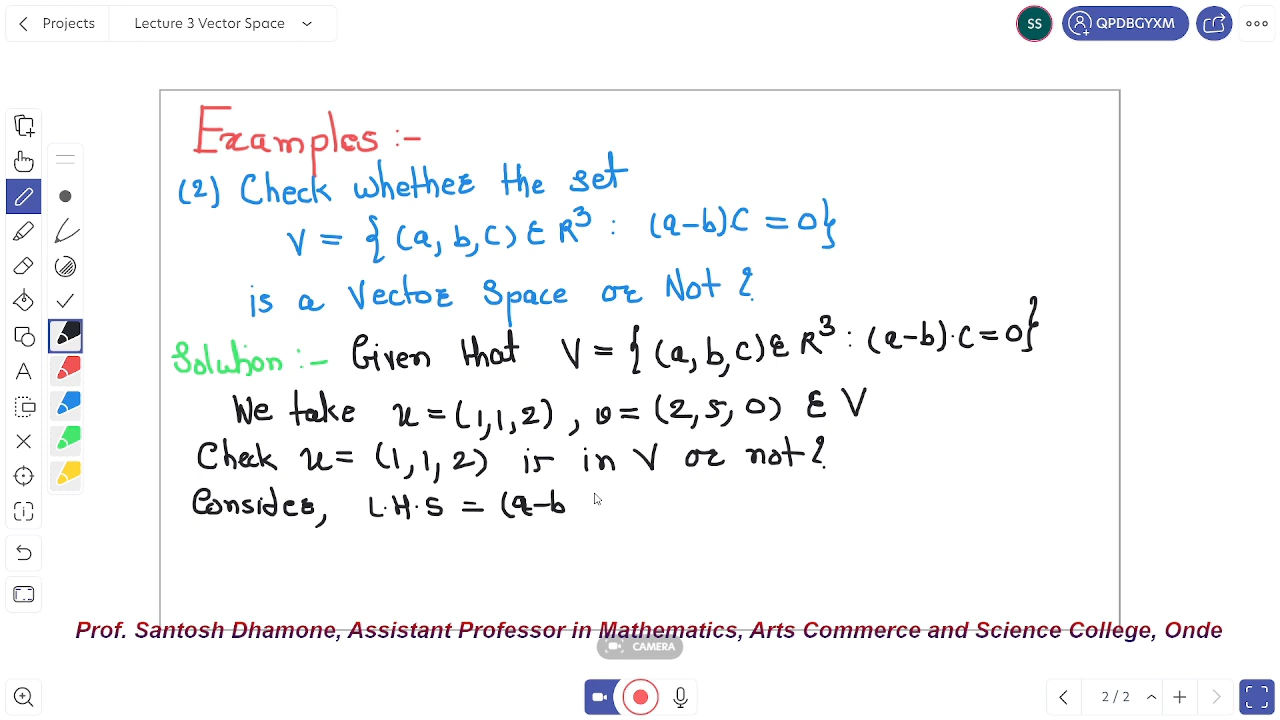 Projects
Lecture 3 Vector Space
SS
QPDBGYXM
Examples :-
(2) Check whether the set
V = { (a, b, c) ∈ R³ : (a-b)c = 0}
is a Vector Space or Not ?
Solution :- Given that V = { (a, b, c) ∈ R³ : (a-b)·c = 0}
We take u = (1,1,2) , v = (2, 5, 0) ∈ V
Check u = (1, 1, 2) is in V or not ?
Consider, L.H.S = (a-b
Prof. Santosh Dhamone, Assistant Professor in Mathematics, Arts Commerce and Science College, Onde
CAMERA
2 / 2